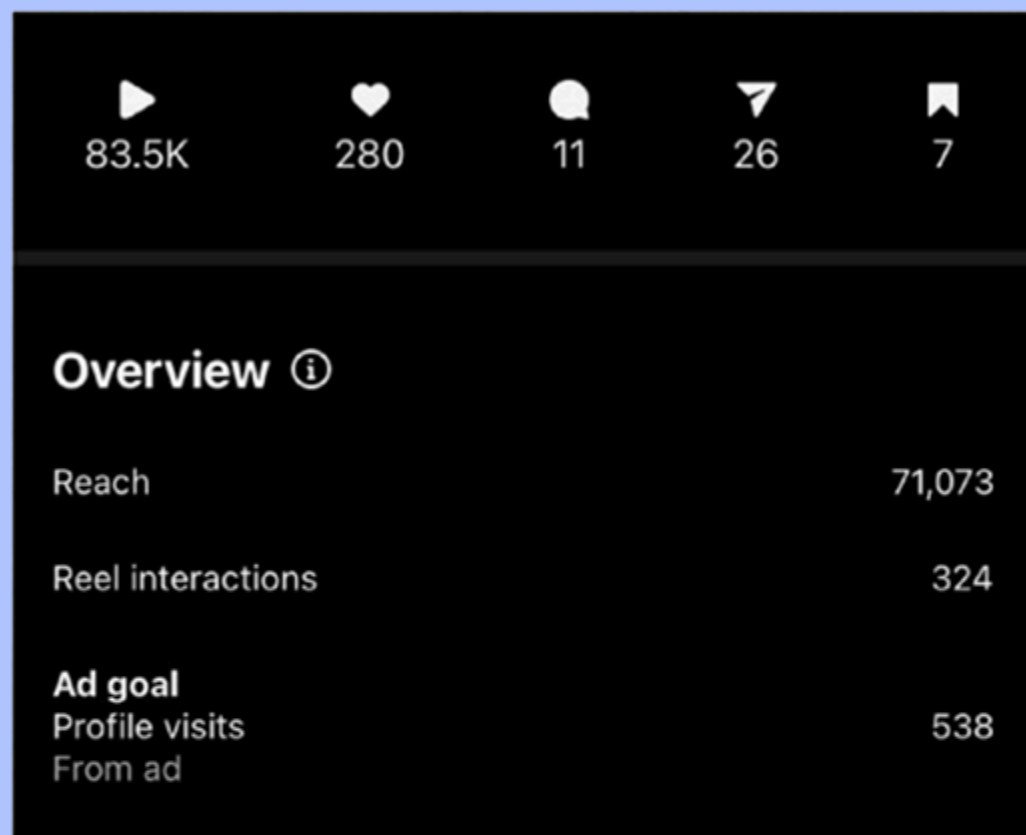 83.5K 280 11 26 7
Overview
Reach 71,073
Reel interactions 324
Ad goal
Profile visits 538
From ad